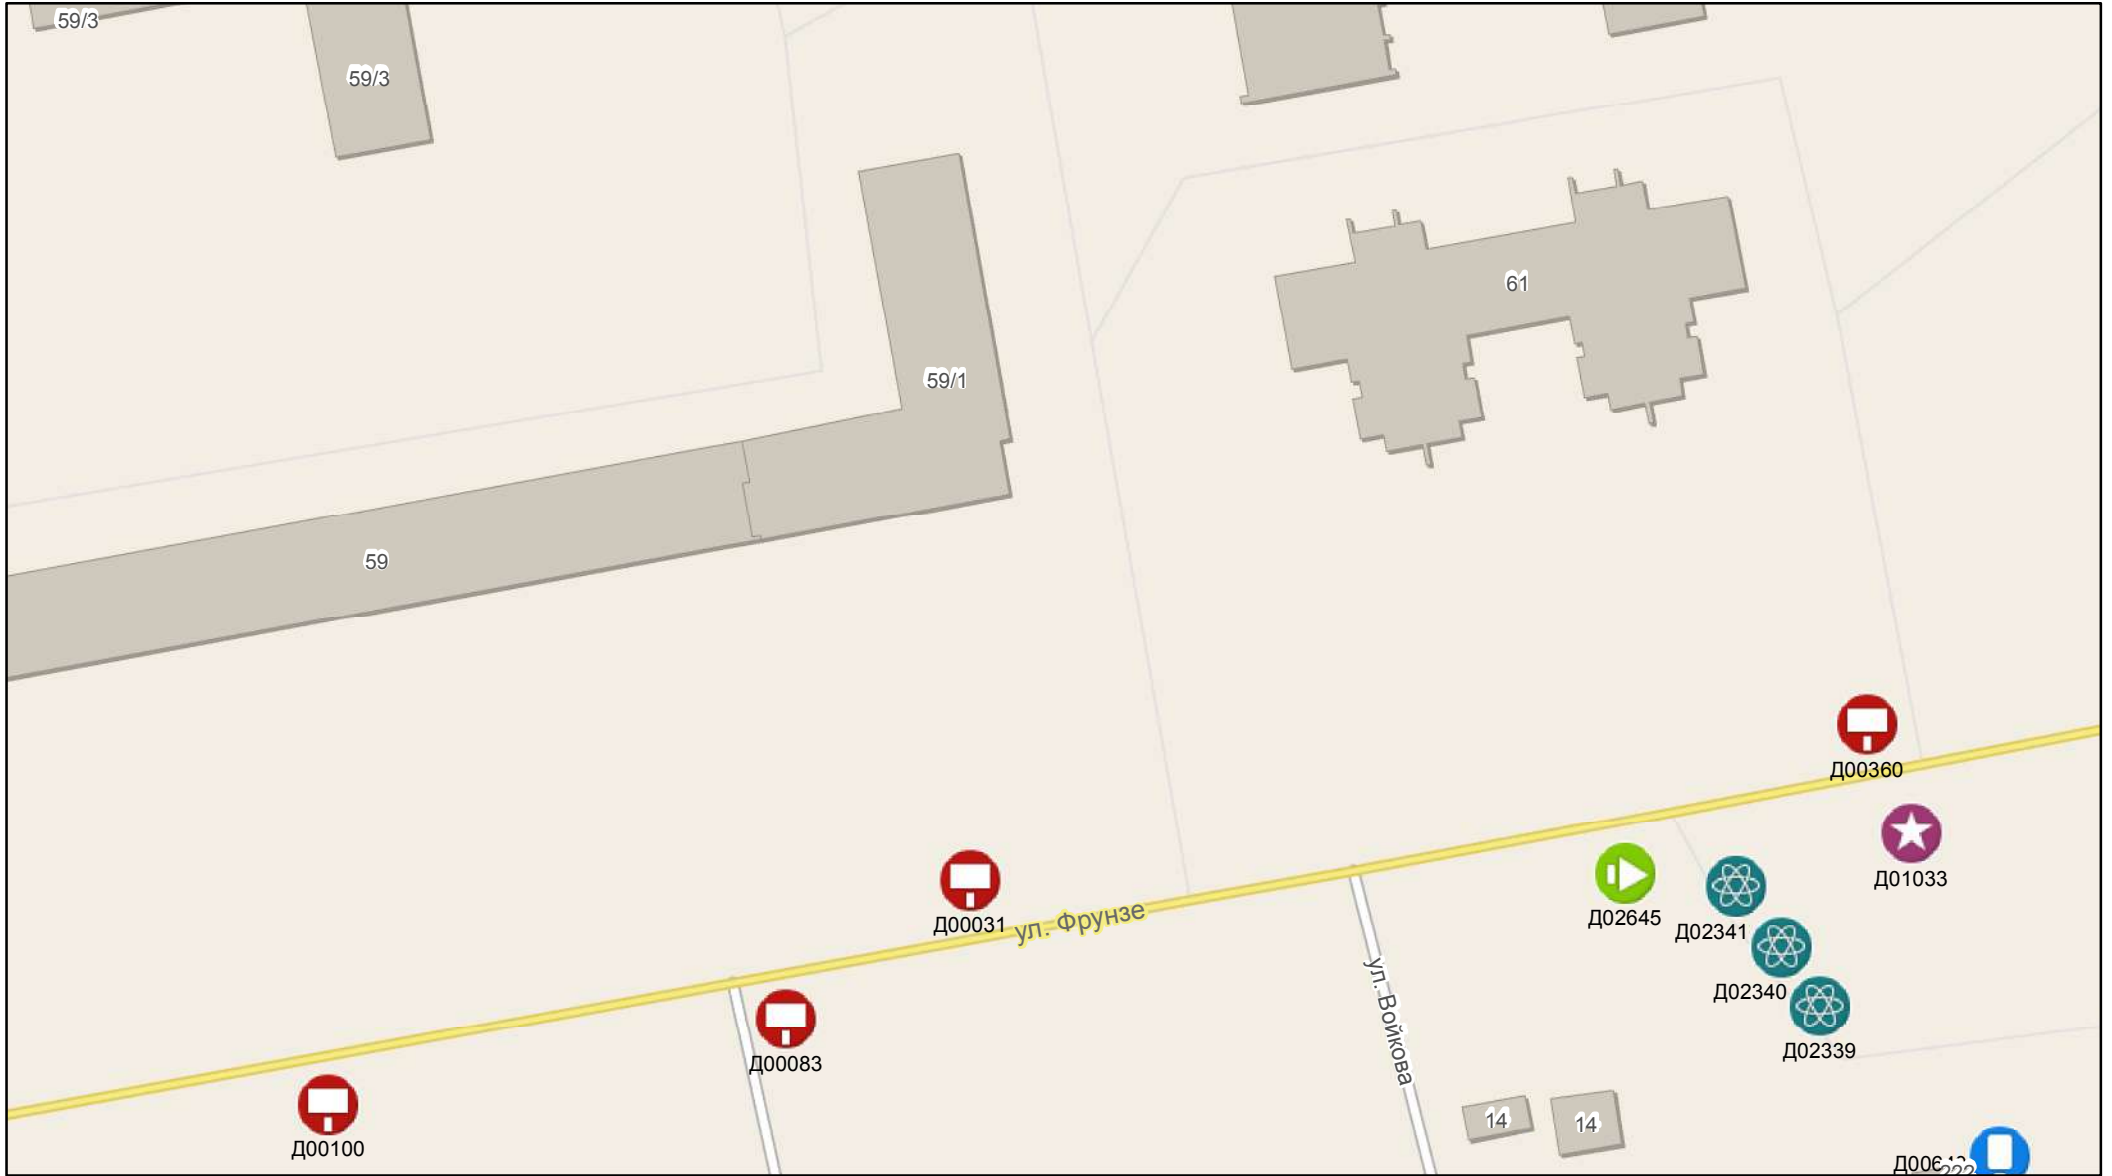 59/3
59/3
61
59/1
59
Д00360
Д01033
Д00031
ул. Фрунзе
Д02645
Д02341
Д02340
ул. Войкова
Д00083
Д02339
14
14
Д00100